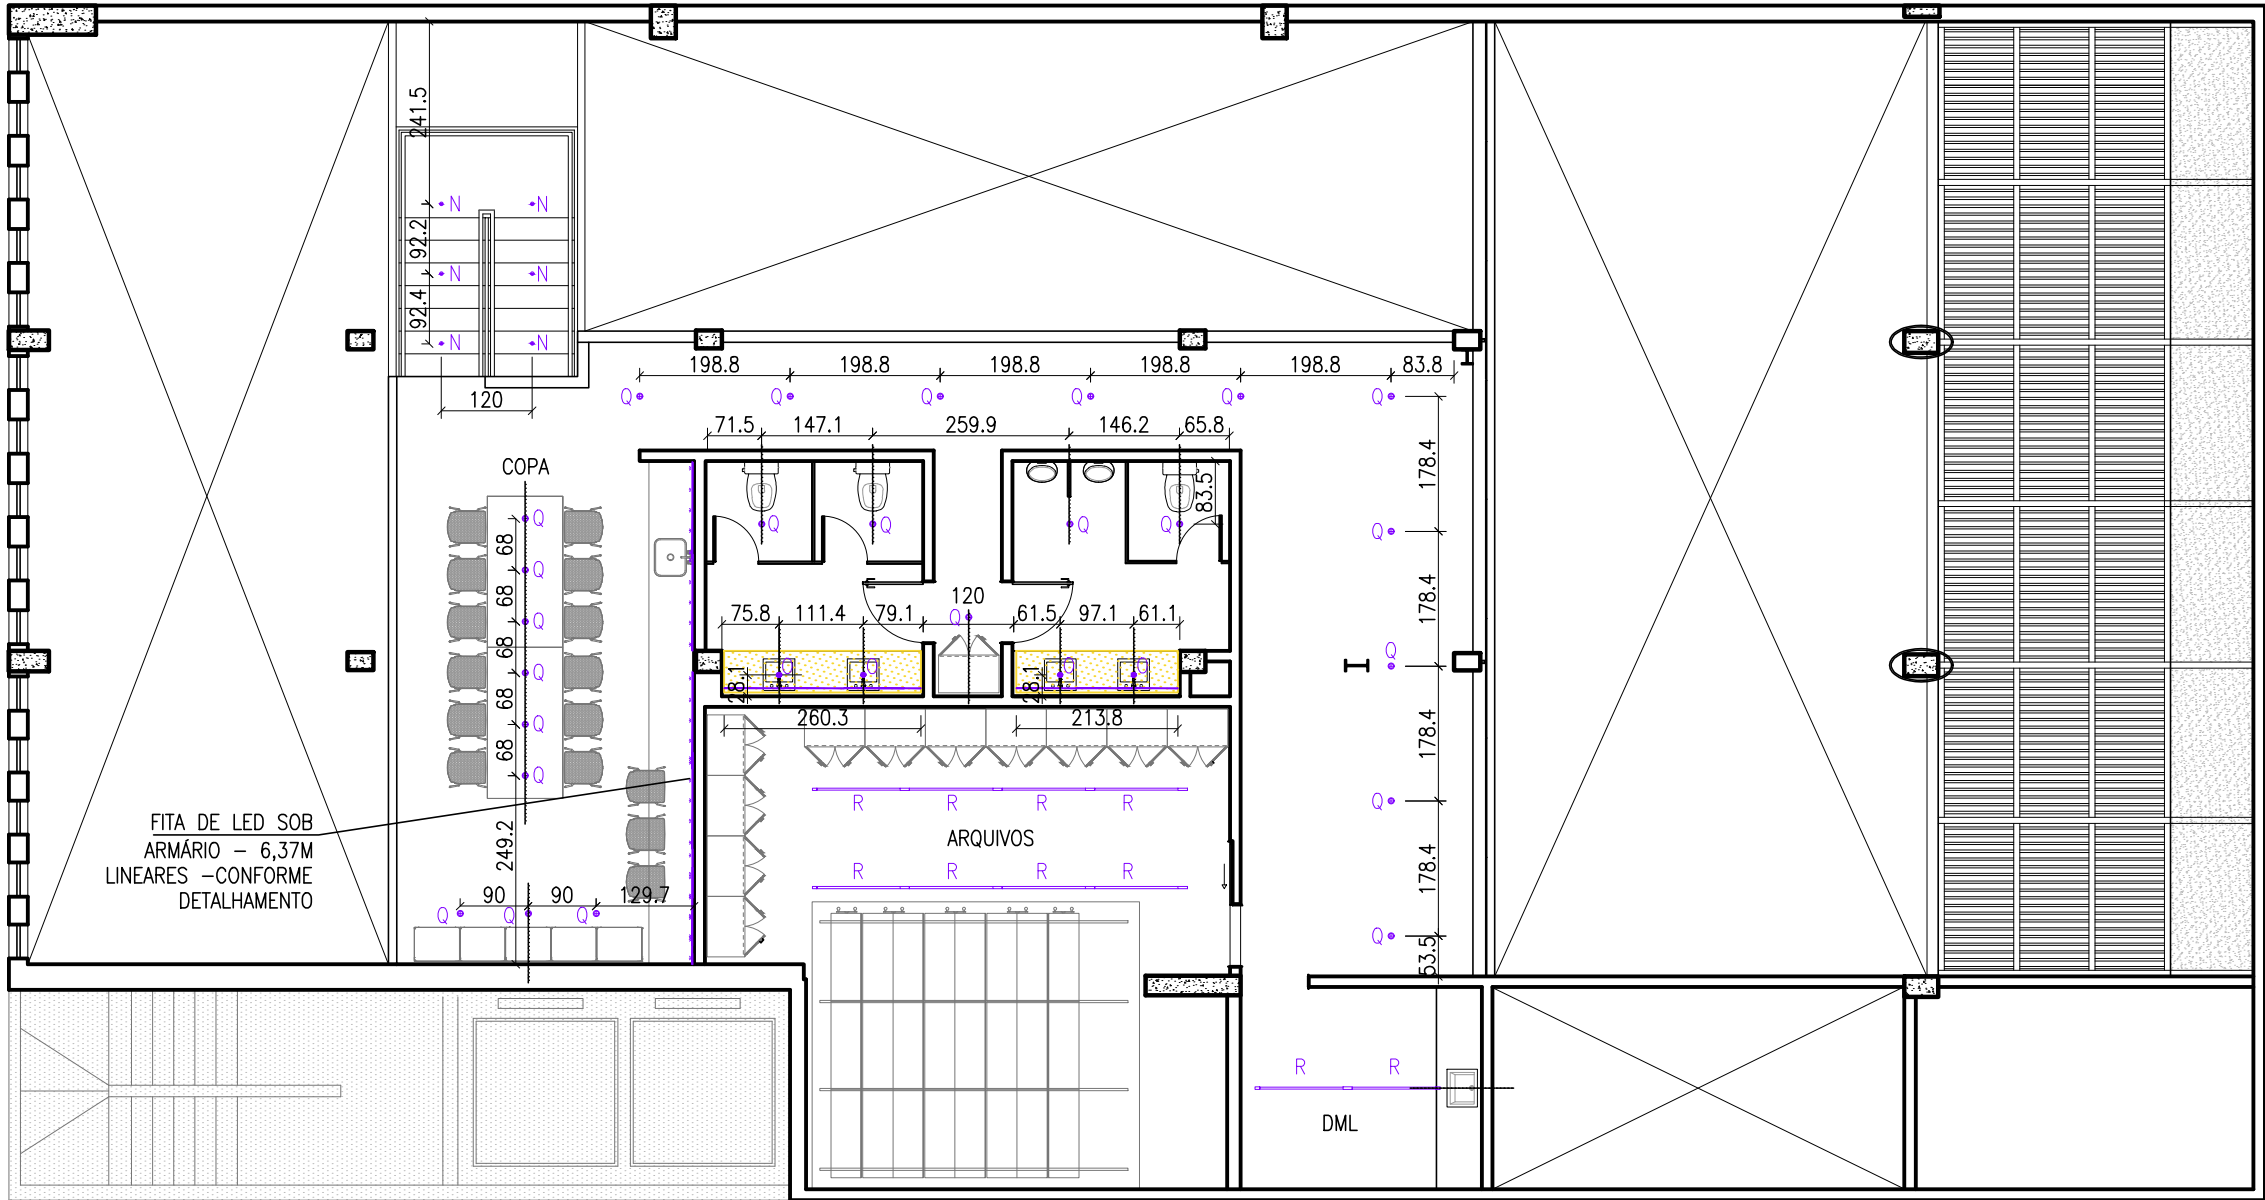 241.5
N
N
92.2
N
N
92.4
N
N
120
198.8
198.8
198.8
198.8
198.8
83.8
Q
Q
Q
Q
Q
Q
71.5
147.1
259.9
146.2
65.8
178.4
COPA
83.5
Q
Q
Q
Q
Q
Q
68
Q
68
178.4
120
Q
75.8
111.4
79.1
61.5
97.1
61.1
Q
68
Q
Q
Q
Q
Q
Q
28.1
28.1
68
260.3
213.8
Q
178.4
68
Q
R
R
R
R
Q
FITA DE LED SOB
ARMÁRIO – 6,37M
LINEARES –CONFORME
DETALHAMENTO
249.2
ARQUIVOS
178.4
R
R
R
R
90
90
129.7
Q
Q
Q
Q
53.5
R
R
DML